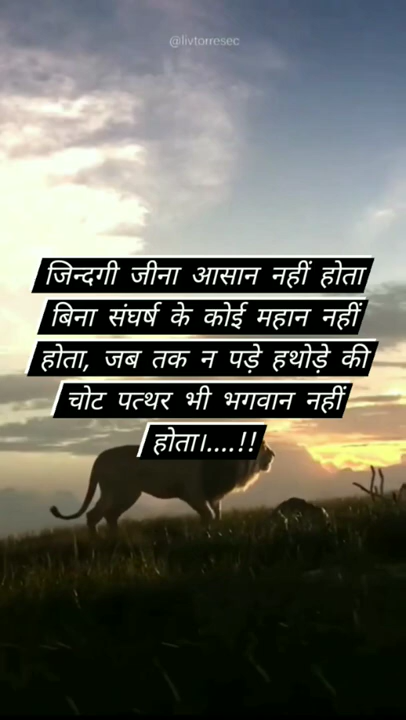 @livtorresec
जिन्दगी जीना आसान नहीं होता
बिना संघर्ष के कोई महान नहीं
होता, जब तक न पड़े हथोड़े की
चोट पत्थर भी भगवान नहीं
होता।....!!